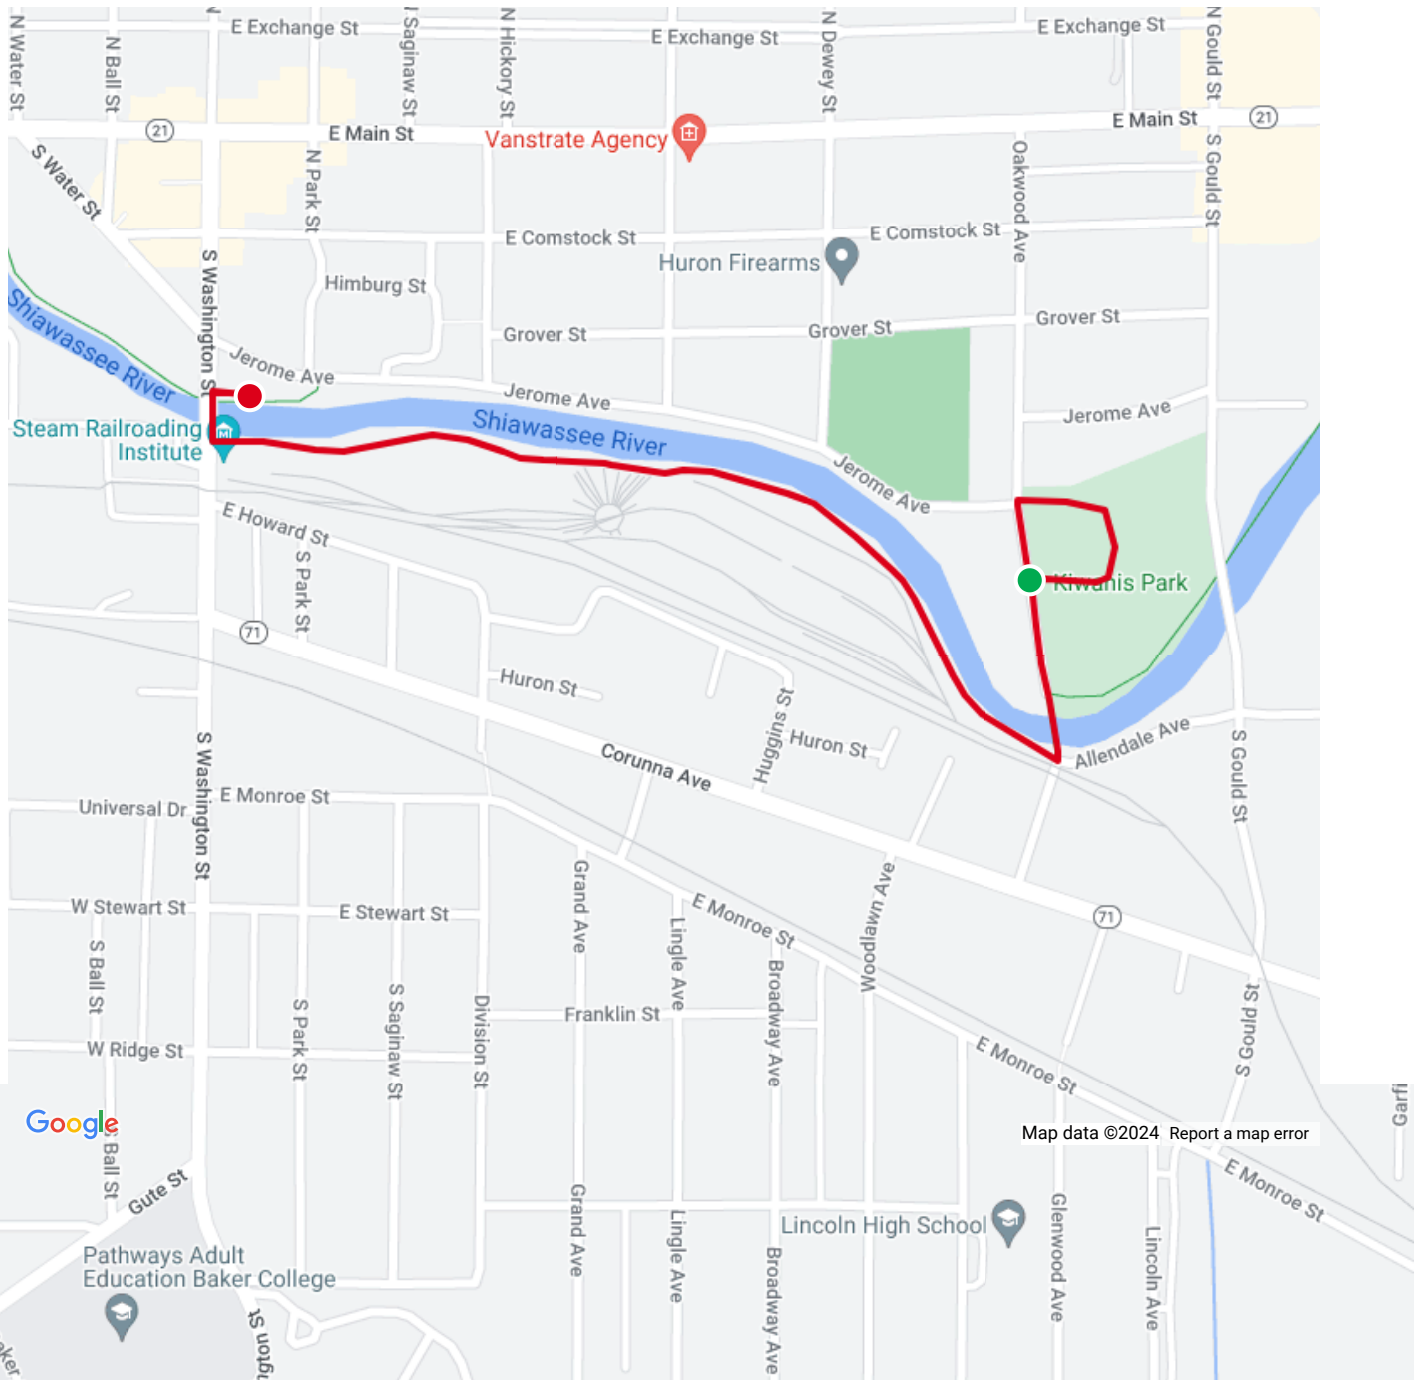 N Water St
N Ball St
N
E Exchange St
N Saginaw St
N Hickory St
E Exchange St
N Dewey St
E Exchange St
N Gould St
21
E Main St
Vanstrate Agency
E Main St
21
S Water St
N Park St
Oakwood Ave
S Gould St
E Comstock St
E Comstock St
S Washington St
Himburg St
Huron Firearms
Grover St
Grover St
Grover St
Shiawassee River
Jerome Ave
Jerome Ave
Jerome Ave
Shiawassee River
Steam Railroading
Institute
Jerome Ave
E Howard St
S Park St
Kiwanis Park
71
Huron St
Huggins St
Huron St
Allendale Ave
S Gould St
S Washington St
Corunna Ave
Universal Dr
E Monroe St
Grand Ave
Woodlawn Ave
W Stewart St
E Stewart St
E Monroe St
71
S Ball St
Lingle Ave
Broadway Ave
S Park St
S Saginaw St
Division St
Franklin St
S Gould St
W Ridge St
E Monroe St
Google
Map data ©2024 Report a map error
S Ball St
Gute St
E Monroe St
Grand Ave
Lingle Ave
Broadway Ave
Lincoln High School
Glenwood Ave
Lincoln Ave
Pathways Adult
Education Baker College